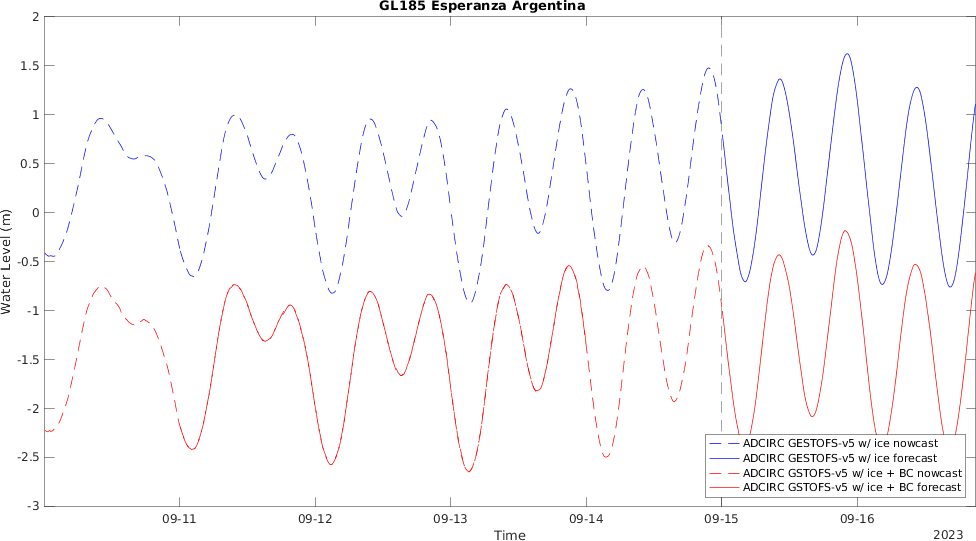 GL185 Esperanza Argentina
Water Level (m)
2
1.5
1
0.5
0
-0.5
-1
-1.5
-2
-2.5
-3
ADCIRC GESTOFS-v5 w/ ice nowcast
ADCIRC GESTOFS-v5 w/ ice forecast
ADCIRC GSTOFS-v5 w/ ice + BC nowcast
ADCIRC GSTOFS-v5 w/ ice + BC forecast
09-11 09-12 09-13 09-14 09-15 09-16
Time
2023